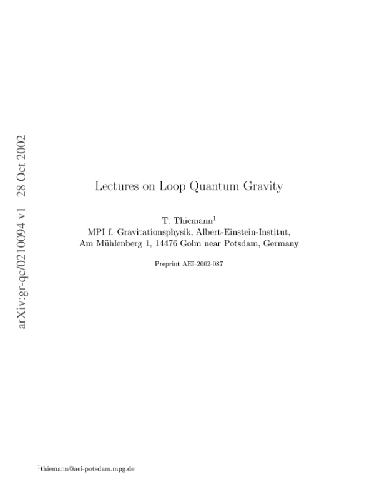 arXiv:gr-qc/0210094 v1 28 Oct 2002
Lectures on Loop Quantum Gravity
T. Thiemann¹
MPI f. Gravitationsphysik, Albert-Einstein-Institut,
Am Mühlenberg 1, 14476 Golm near Potsdam, Germany
Preprint AEI-2002-087
¹thiemann@aei-potsdam.mpg.de